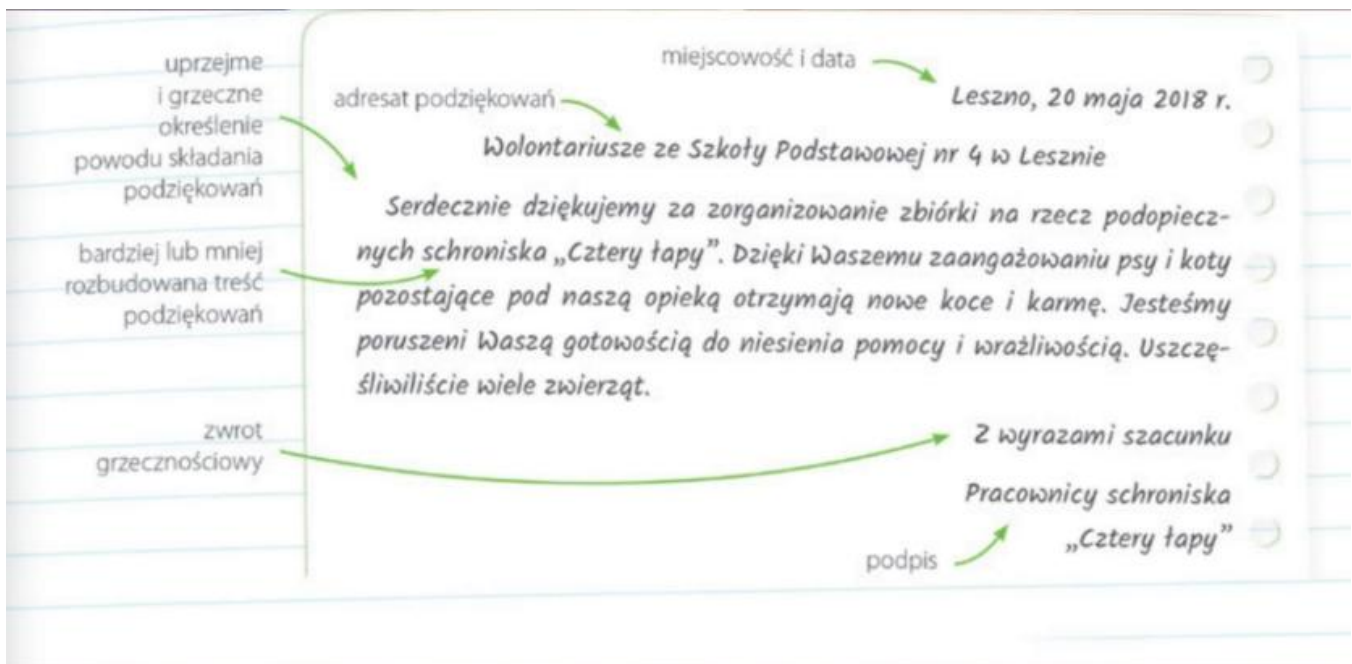 uprzejme
i grzeczne
określenie
powodu składania
podziękowań
miejscowość i data
Leszno, 20 maja 2018 r.
adresat podziękowań
Wolontariusze ze Szkoły Podstawowej nr 4 w Lesznie
Serdecznie dziękujemy za zorganizowanie zbiórki na rzecz podopiecz-
nych schroniska „Cztery łapy”. Dzięki Waszemu zaangażowaniu psy i koty
pozostające pod naszą opieką otrzymają nowe koce i karmę. Jesteśmy
poruszeni Waszą gotowością do niesienia pomocy i wrażliwością. Uszczę-
śliwiliście wiele zwierząt.
bardziej lub mniej
rozbudowana treść
podziękowań
zwrot
grzecznościowy
Z wyrazami szacunku
Pracownicy schroniska
„Cztery łapy”
podpis